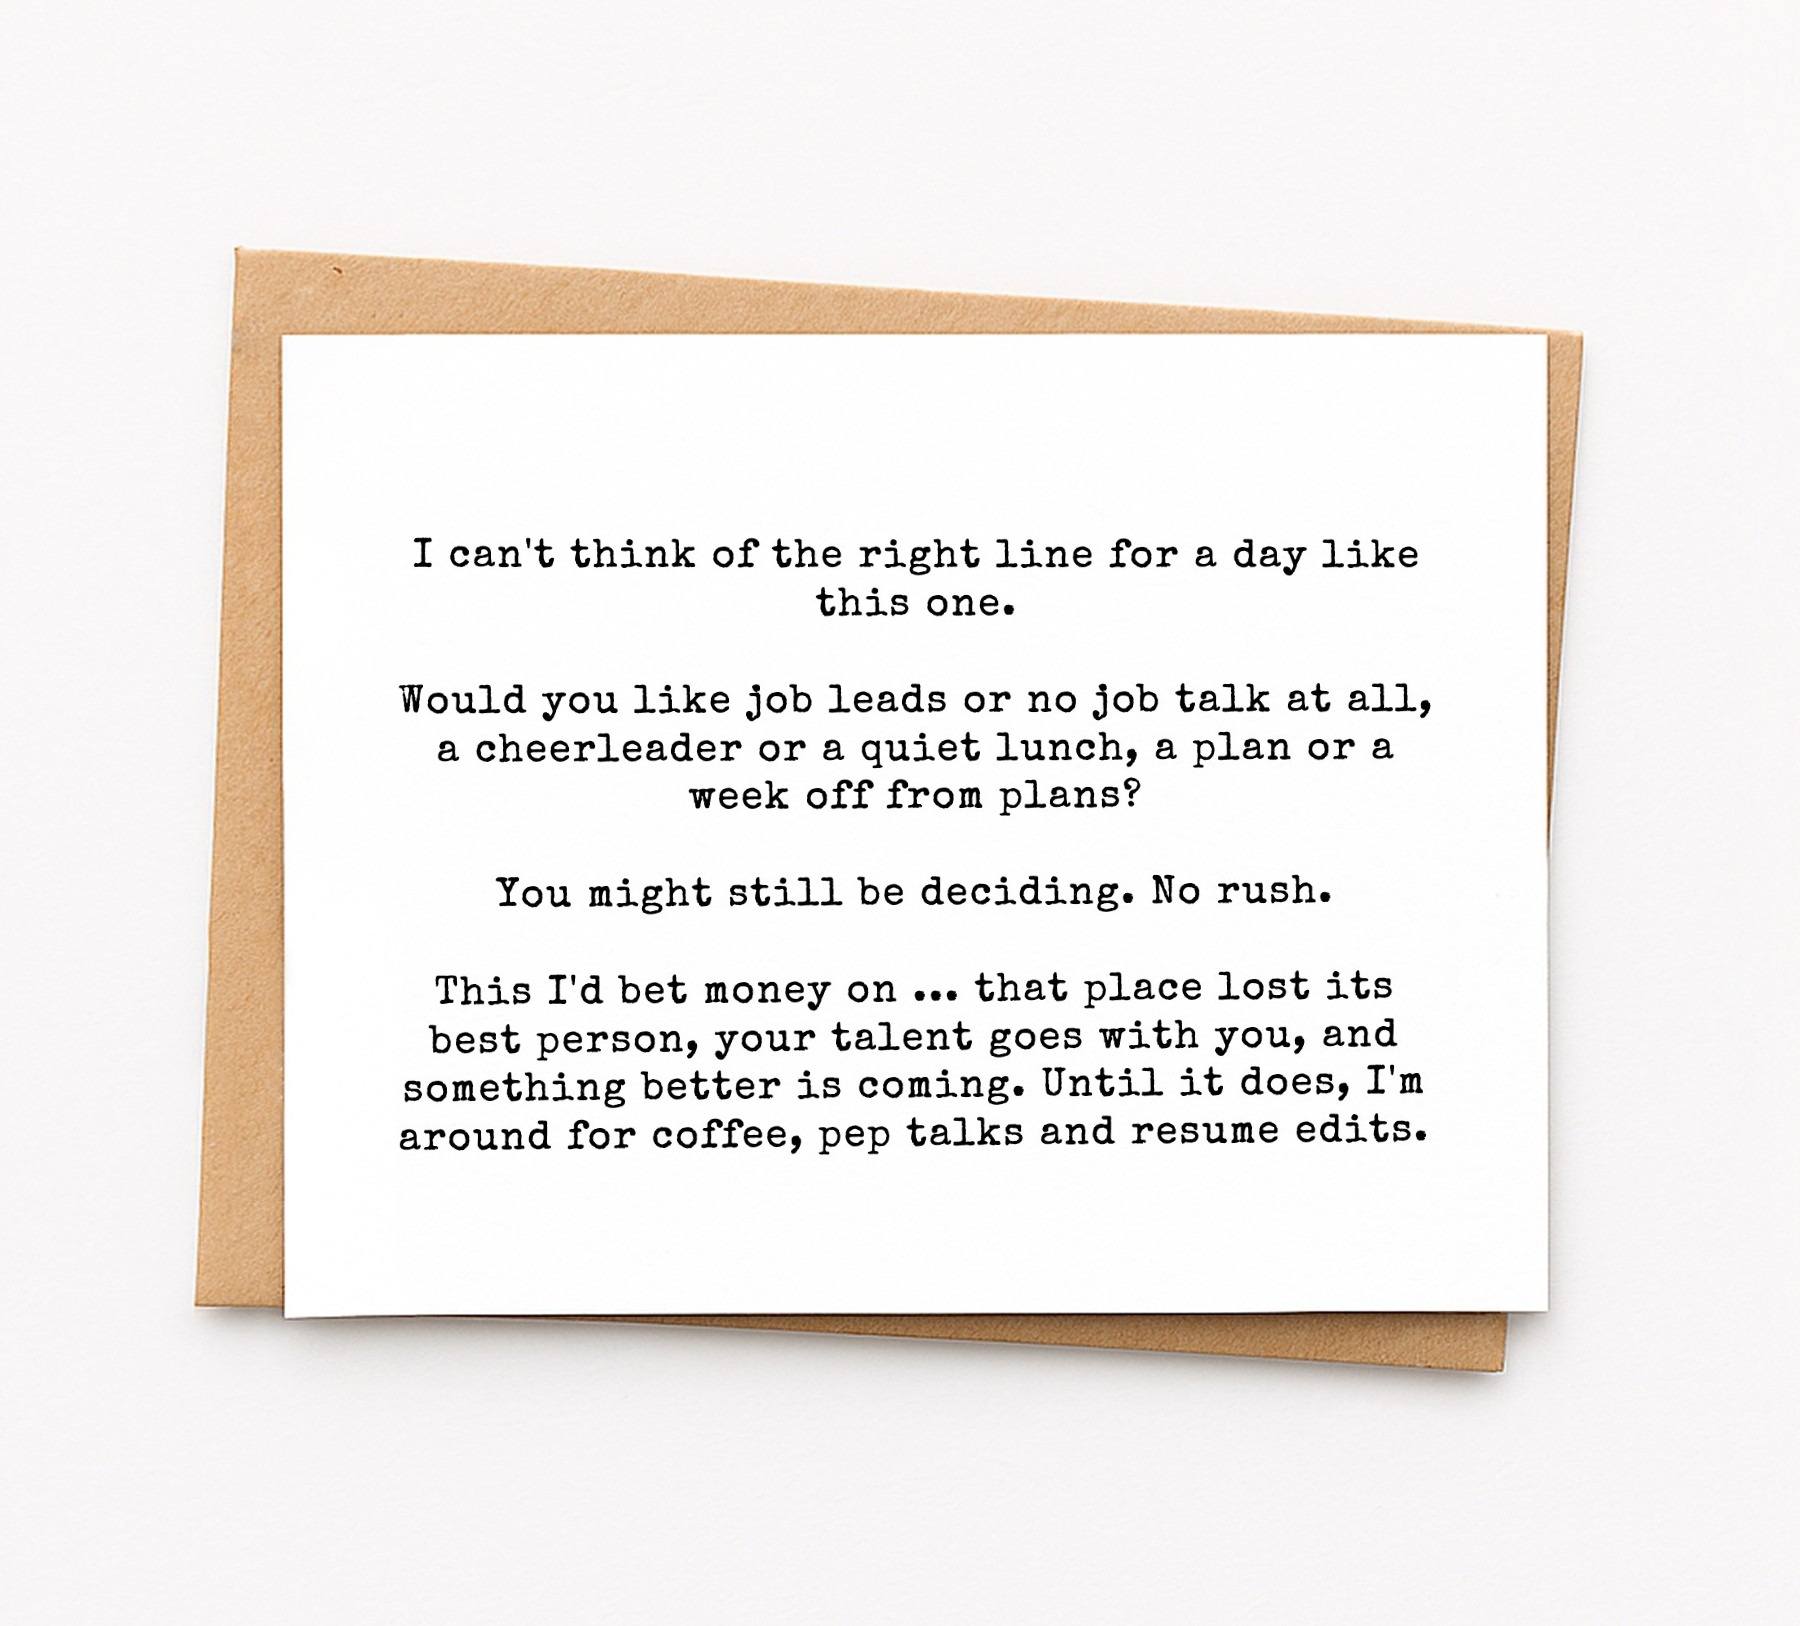 I can't think of the right line for a day like
this one.
Would you like job leads or no job talk at all,
a cheerleader or a quiet lunch, a plan or a
week off from plans?
You might still be deciding. No rush.
This I'd bet money on ... that place lost its
best person, your talent goes with you, and
something better is coming. Until it does, I'm
around for coffee, pep talks and resume edits.